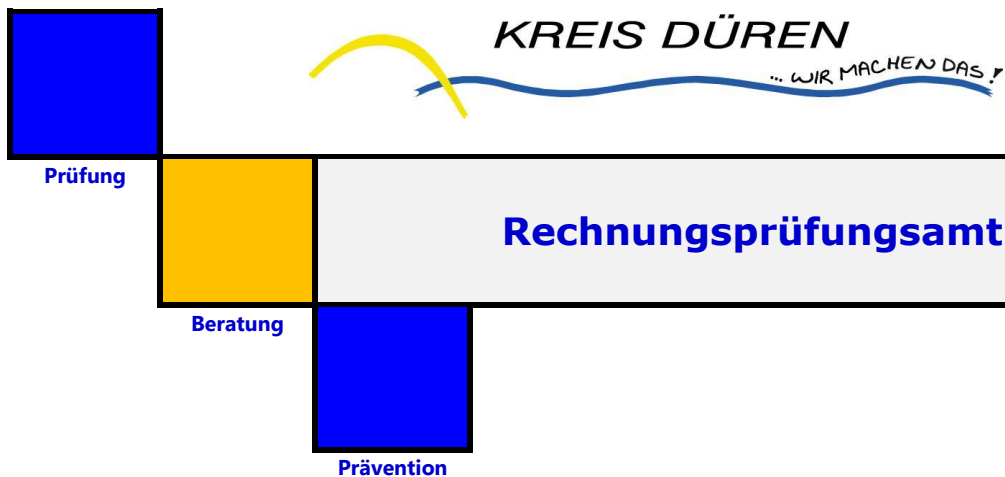 KREIS DÜREN
... WIR MACHEN DAS!
Prüfung
Rechnungsprüfungsamt
Beratung
Prävention